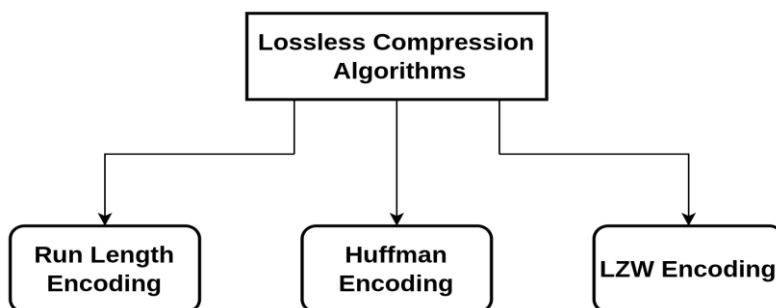 Lossless Compression
Algorithms
Run Length
Encoding
Huffman
Encoding
LZW Encoding